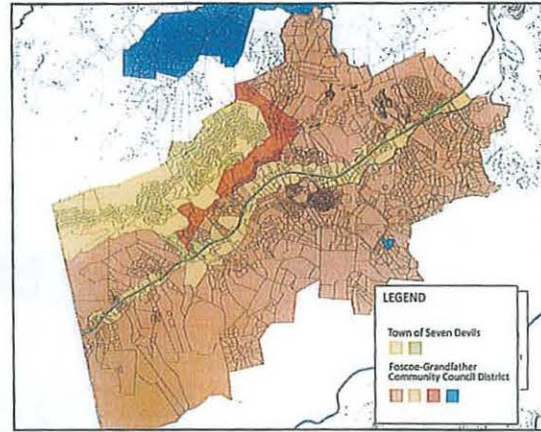 LEGEND
Town of Seven Devils
Foscoe-Grandfather
Community Council District